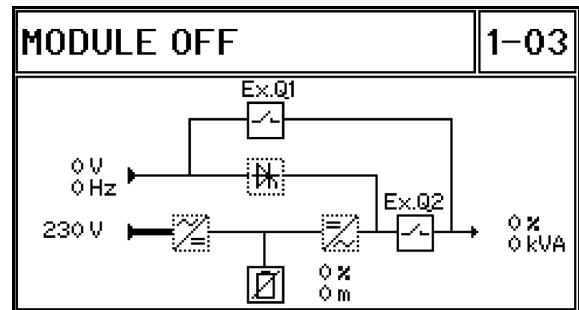 MODULE OFF
1-03
Ex.Q1
0 V
0 Hz
Ex.Q2
230 V
0 %
0 kVA
0 %
0 m